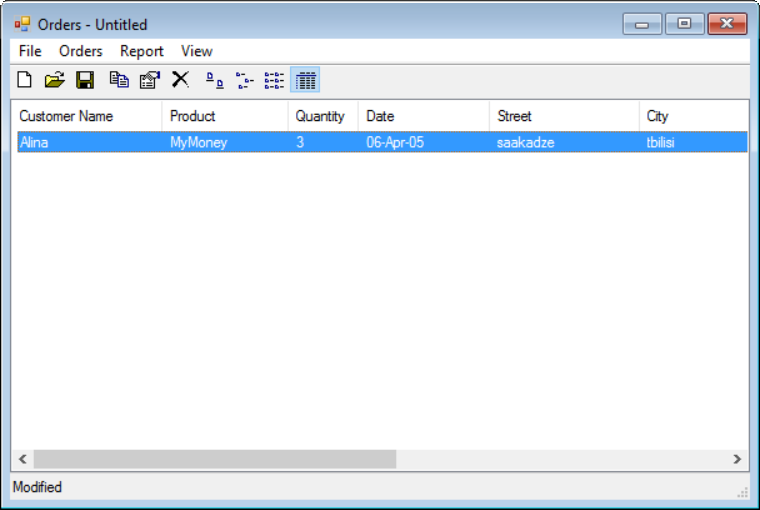 Orders - Untitled
File Orders Report View
Customer Name Product Quantity Date Street City
Alina MyMoney 3 06-Apr-05 saakadze tbilisi
Modified